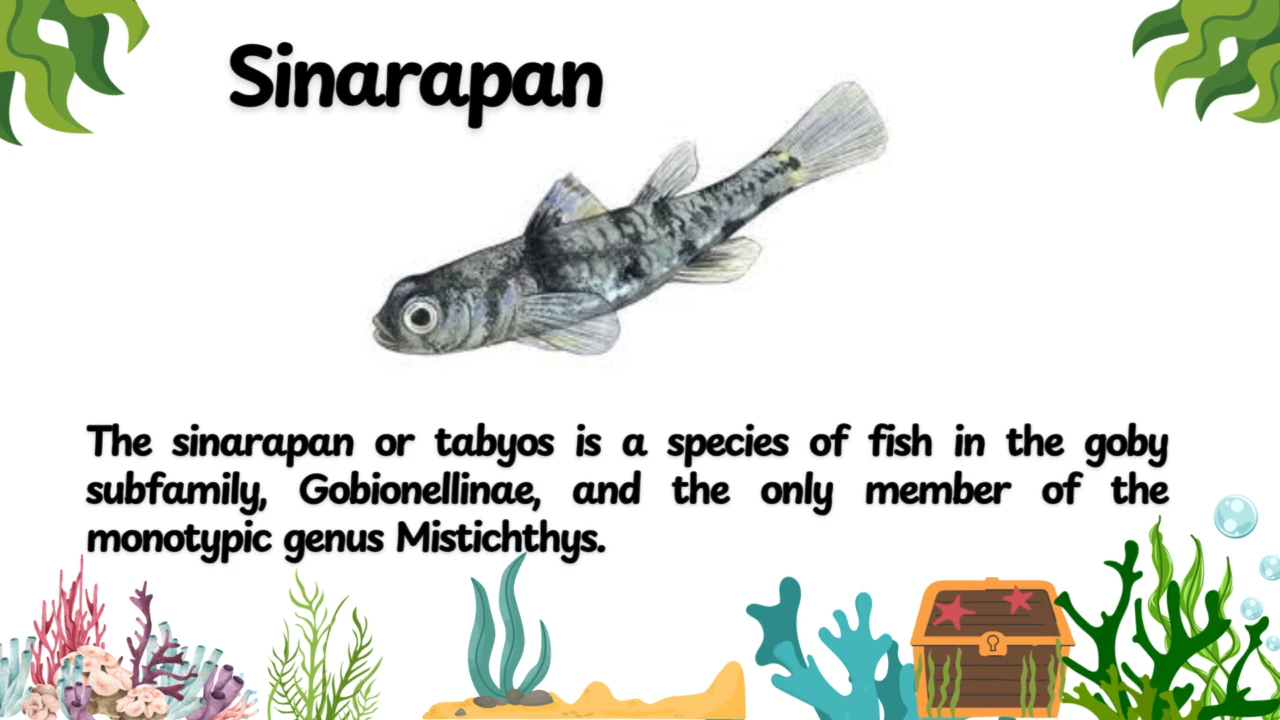 Sinarapan
The sinarapan or tabyos is a species of fish in the goby
subfamily, Gobionellinae, and the only member of the
monotypic genus Mistichthys.